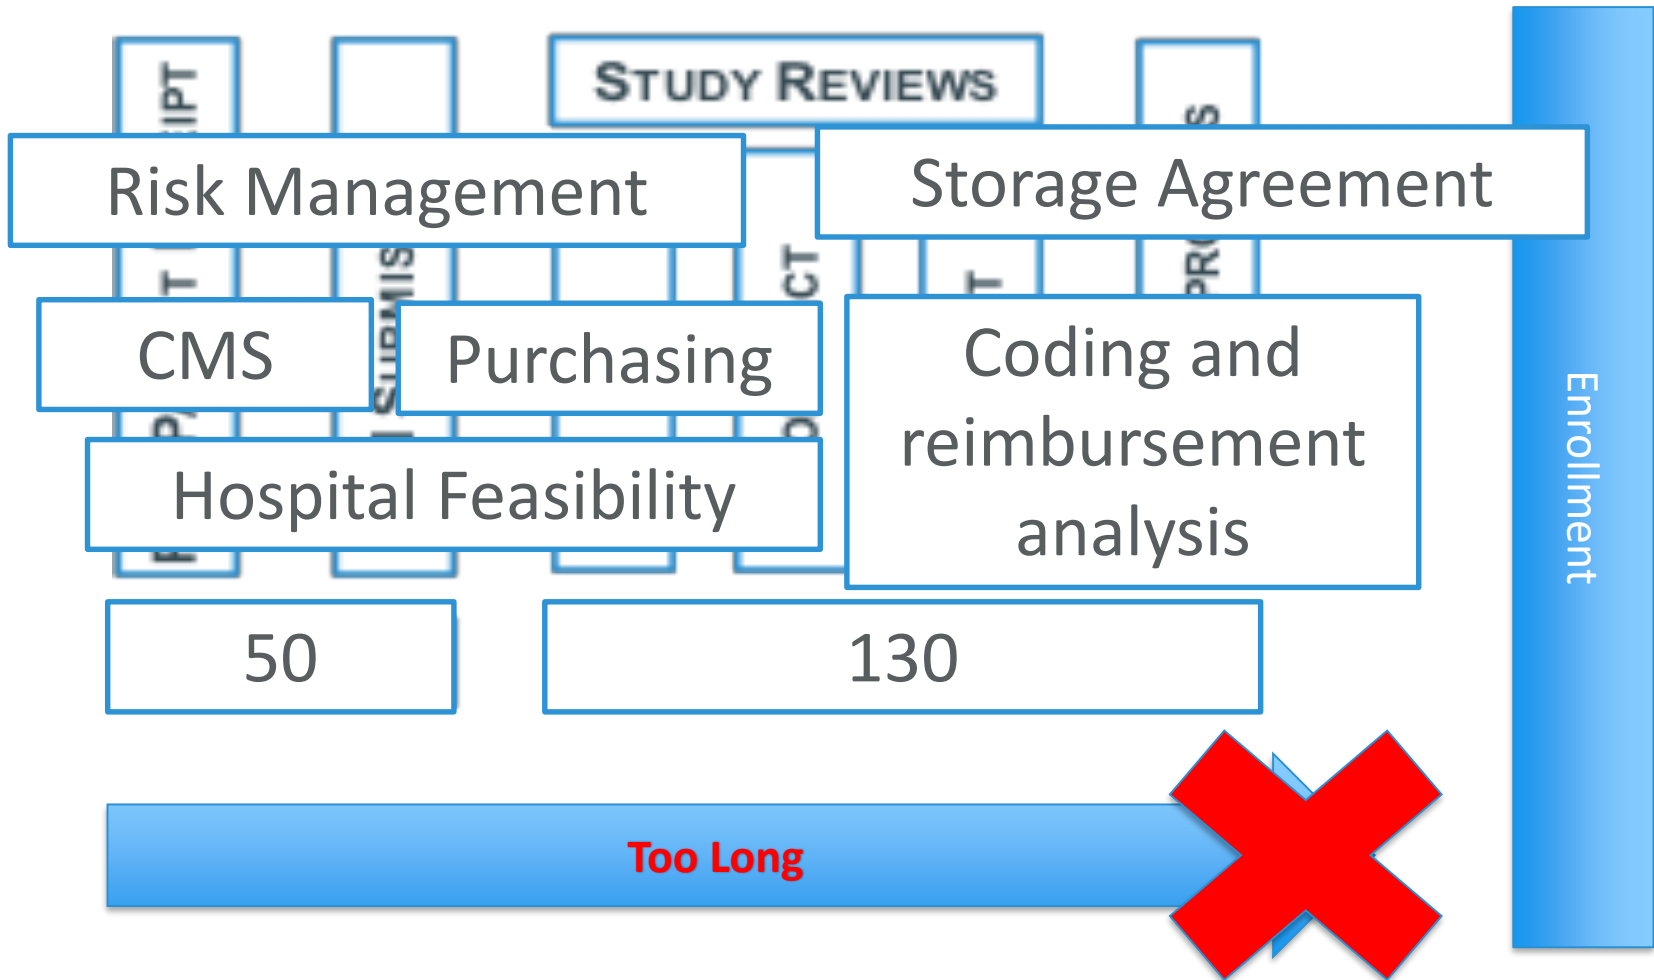 STUDY REVIEWS
Risk Management
Storage Agreement
CMS
Purchasing
Coding and
reimbursement
analysis
Hospital Feasibility
50
130
Too Long
Enrollment